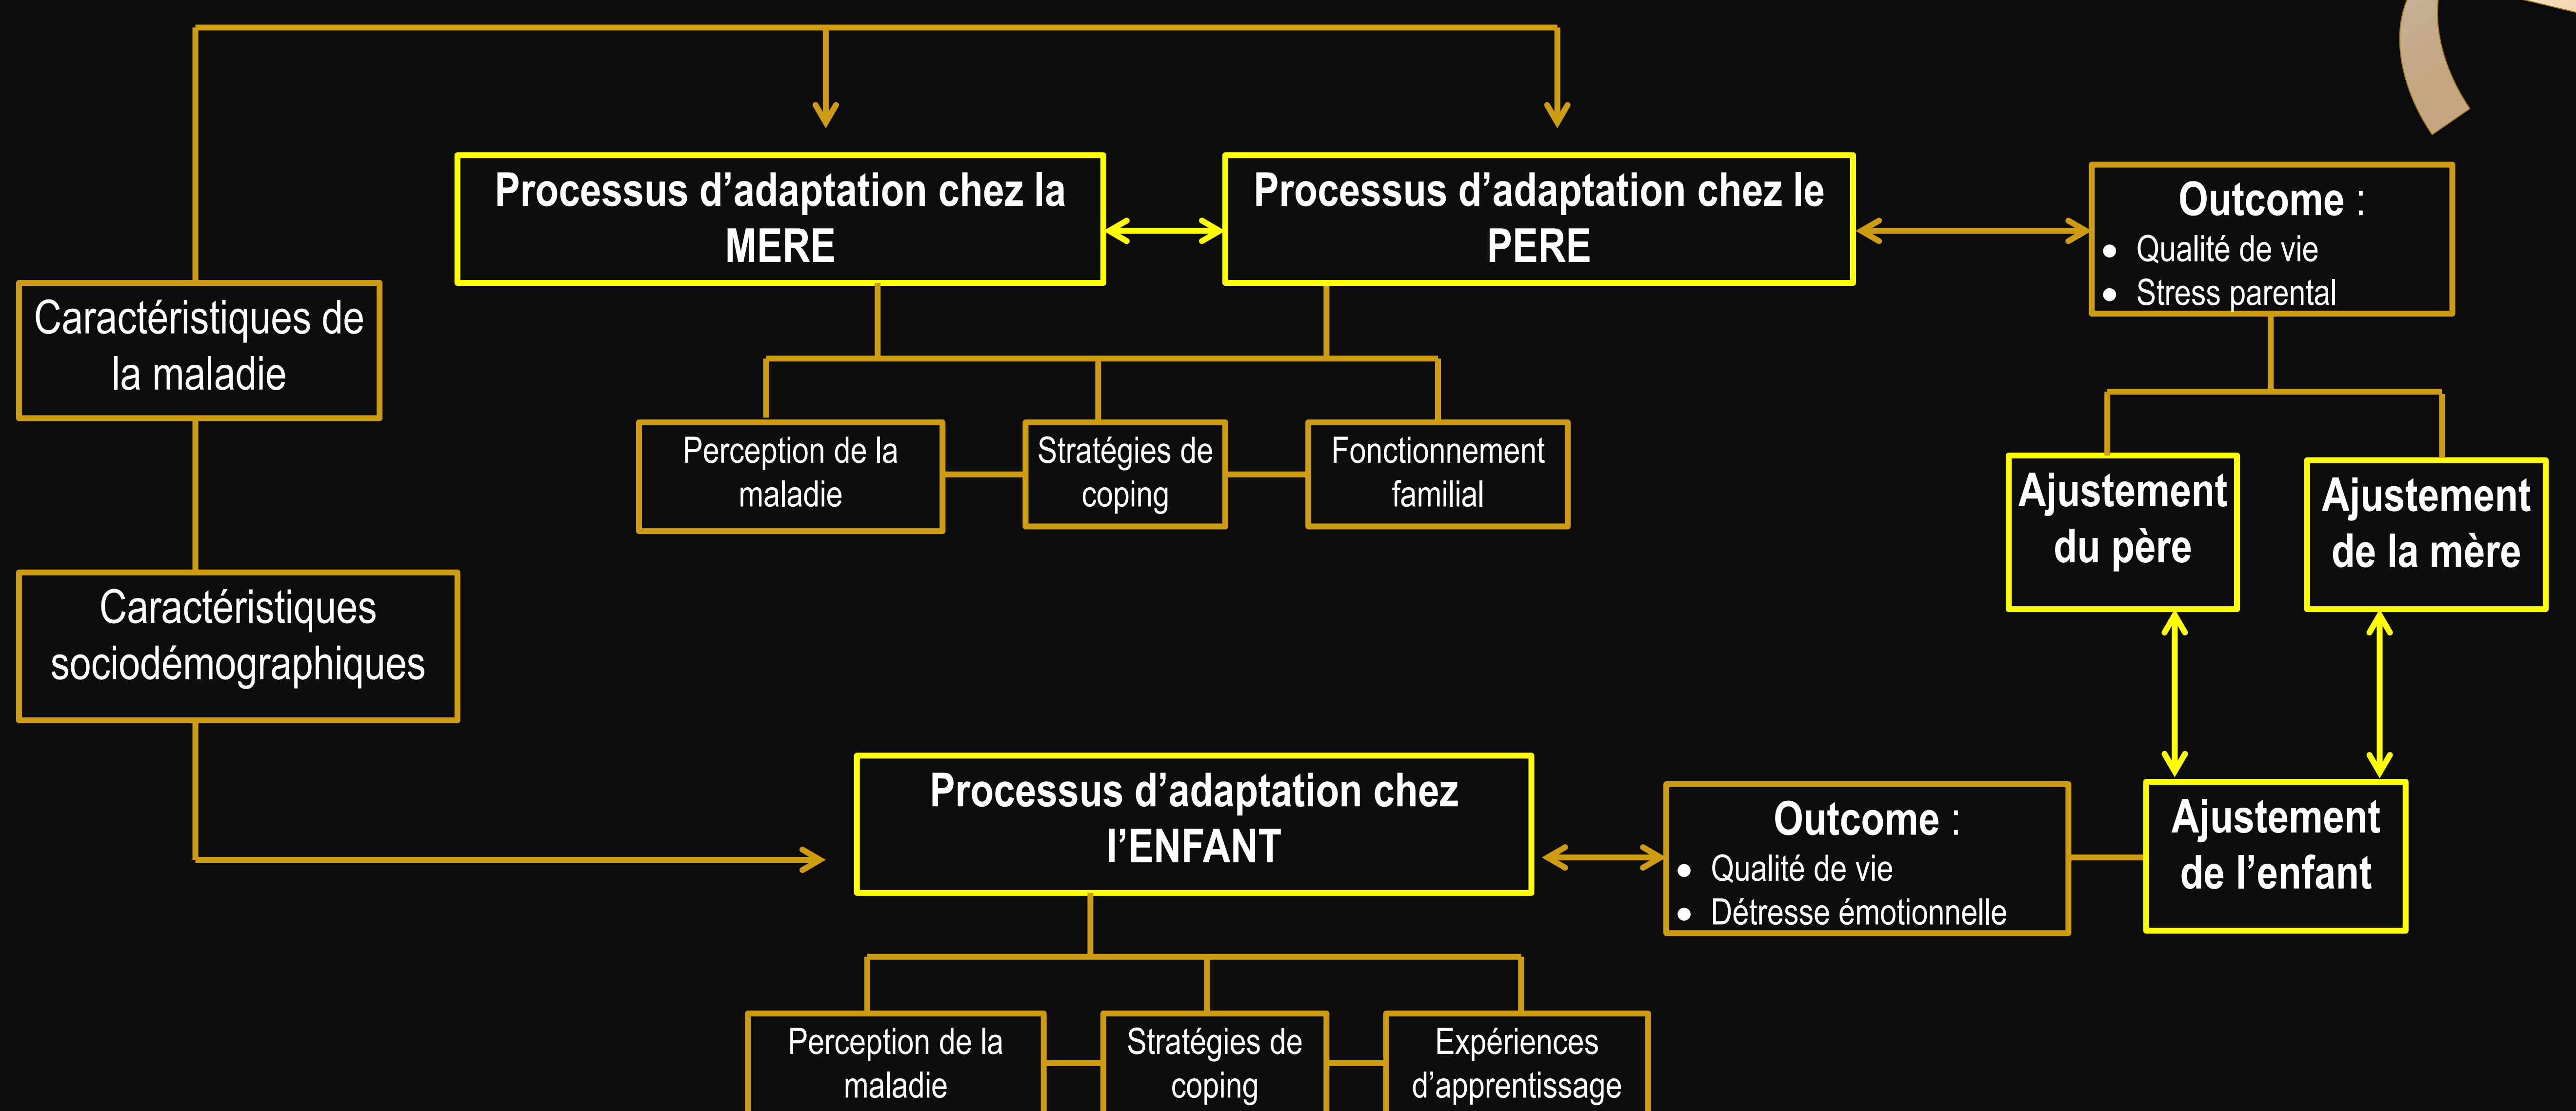 Processus d’adaptation chez la
MERE
Processus d’adaptation chez le
PERE
Outcome :
• Qualité de vie
• Stress parental
Caractéristiques de
la maladie
Perception de la
maladie
Stratégies de
coping
Fonctionnement
familial
Ajustement
du père
Ajustement
de la mère
Caractéristiques
sociodémographiques
Processus d’adaptation chez
l’ENFANT
Outcome :
• Qualité de vie
• Détresse émotionnelle
Ajustement
de l’enfant
Perception de la
maladie
Stratégies de
coping
Expériences
d’apprentissage